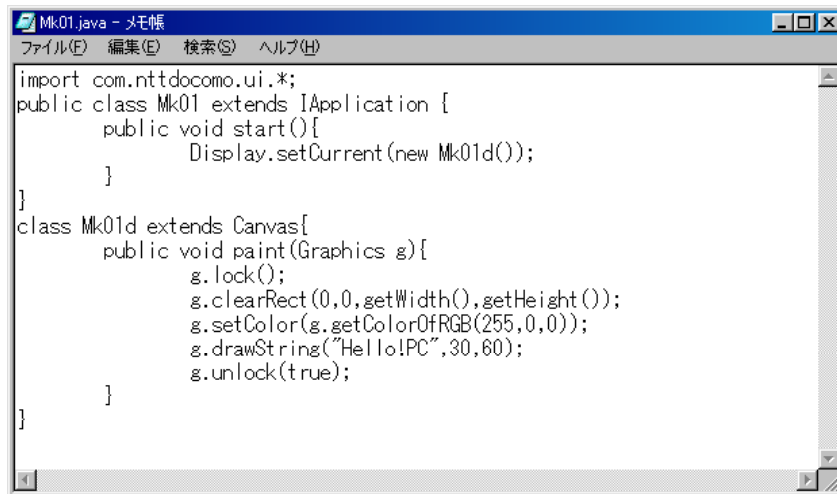 Mk01.java - メモ帳
ファイル(F) 編集(E) 検索(S) ヘルプ(H)
import com.nttdocomo.ui.*;
public class Mk01 extends IApplication {
        public void start(){
                Display.setCurrent(new Mk01d());
        }
}
class Mk01d extends Canvas{
        public void paint(Graphics g){
                g.lock();
                g.clearRect(0,0,getWidth(),getHeight());
                g.setColor(g.getColorOfRGB(255,0,0));
                g.drawString("Hello!PC",30,60);
                g.unlock(true);
        }
}